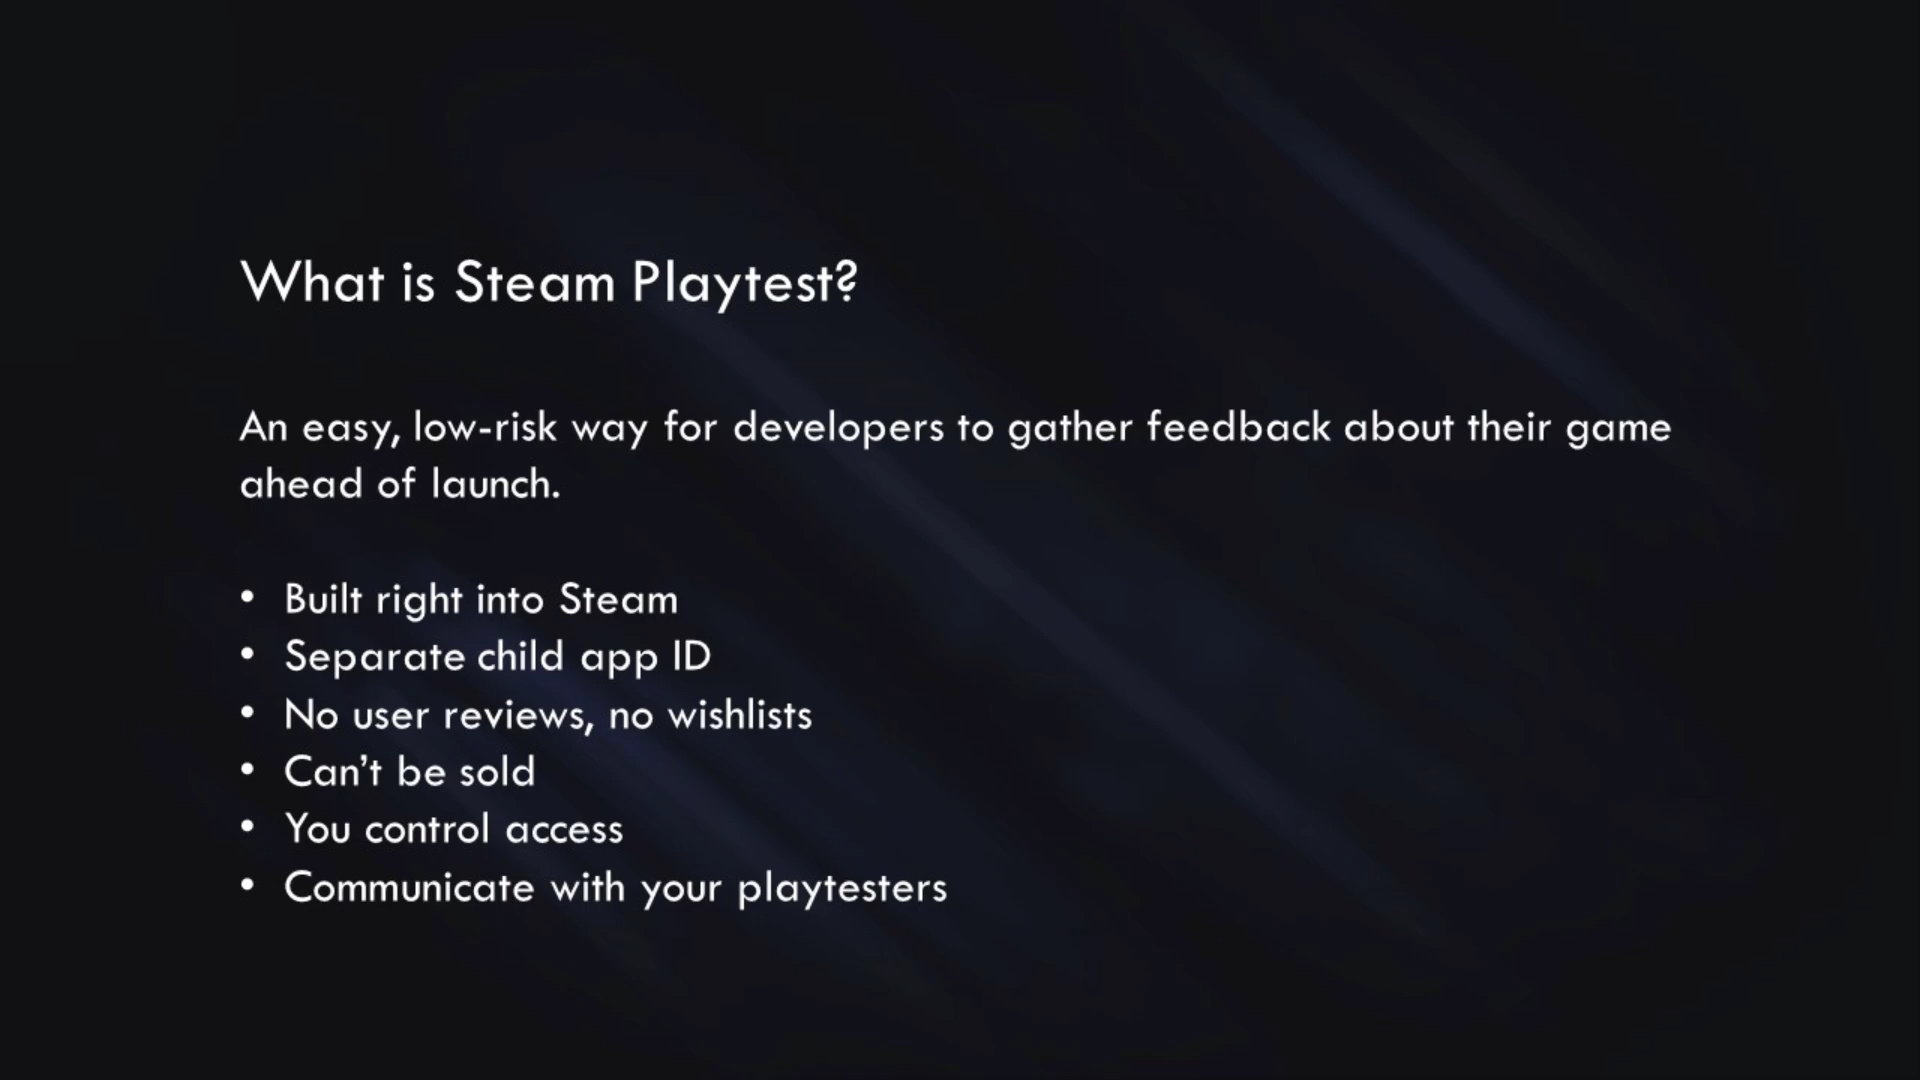 What is Steam Playtest?
An easy, low-risk way for developers to gather feedback about their game
ahead of launch.
• Built right into Steam
• Separate child app ID
• No user reviews, no wishlists
• Can’t be sold
• You control access
• Communicate with your playtesters